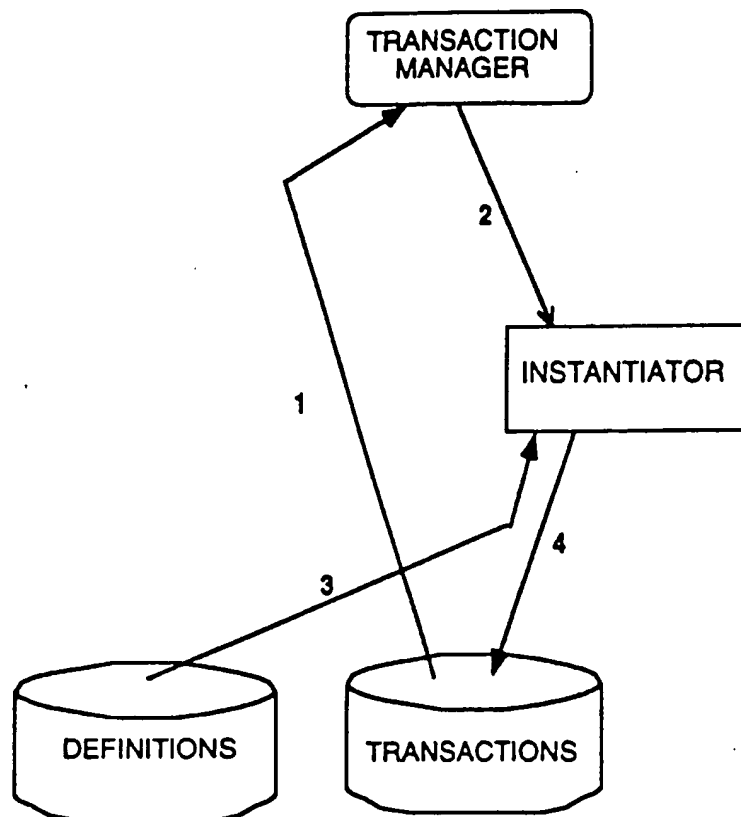 TRANSACTION
MANAGER
2
INSTANTIATOR
1
4
3
DEFINITIONS
TRANSACTIONS